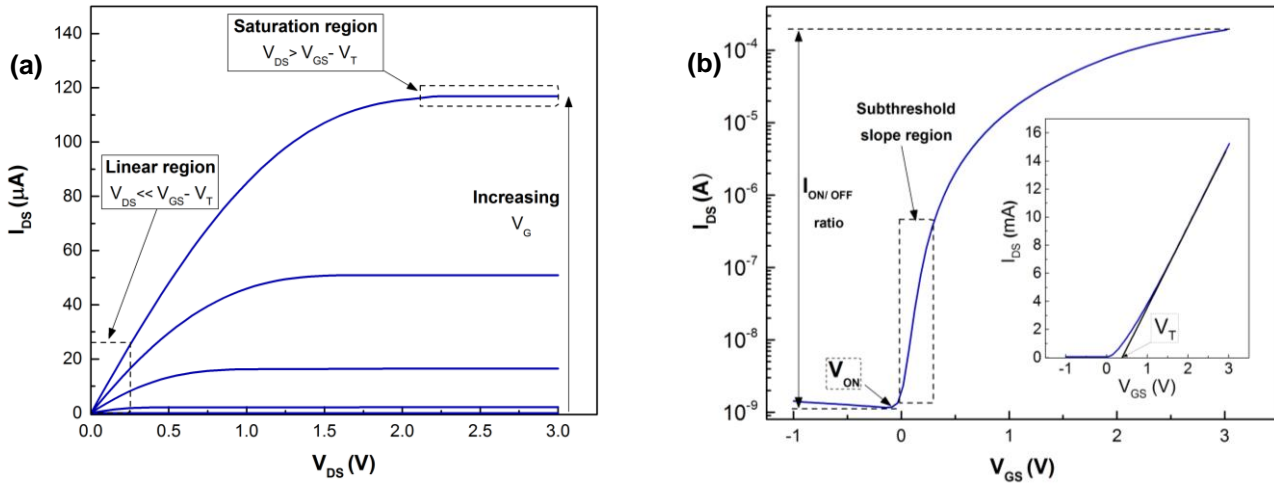 (a)
Saturation region
V_DS> V_GS- V_T
Linear region
V_DS<< V_GS- V_T
Increasing
V_G
I_DS (µA)
140
120
100
80
60
40
20
0
0.0 0.5 1.0 1.5 2.0 2.5 3.0
V_DS (V)
(b)
I_DS (A)
10^-4
10^-5
10^-6
10^-7
10^-8
10^-9
I_ON/ OFF
ratio
Subthreshold
slope region
V_ON
-1 0 1 2 3
V_GS (V)
I_DS (mA)
16
14
12
10
8
6
4
2
0
V_T
-1 0 1 2 3
V_GS (V)